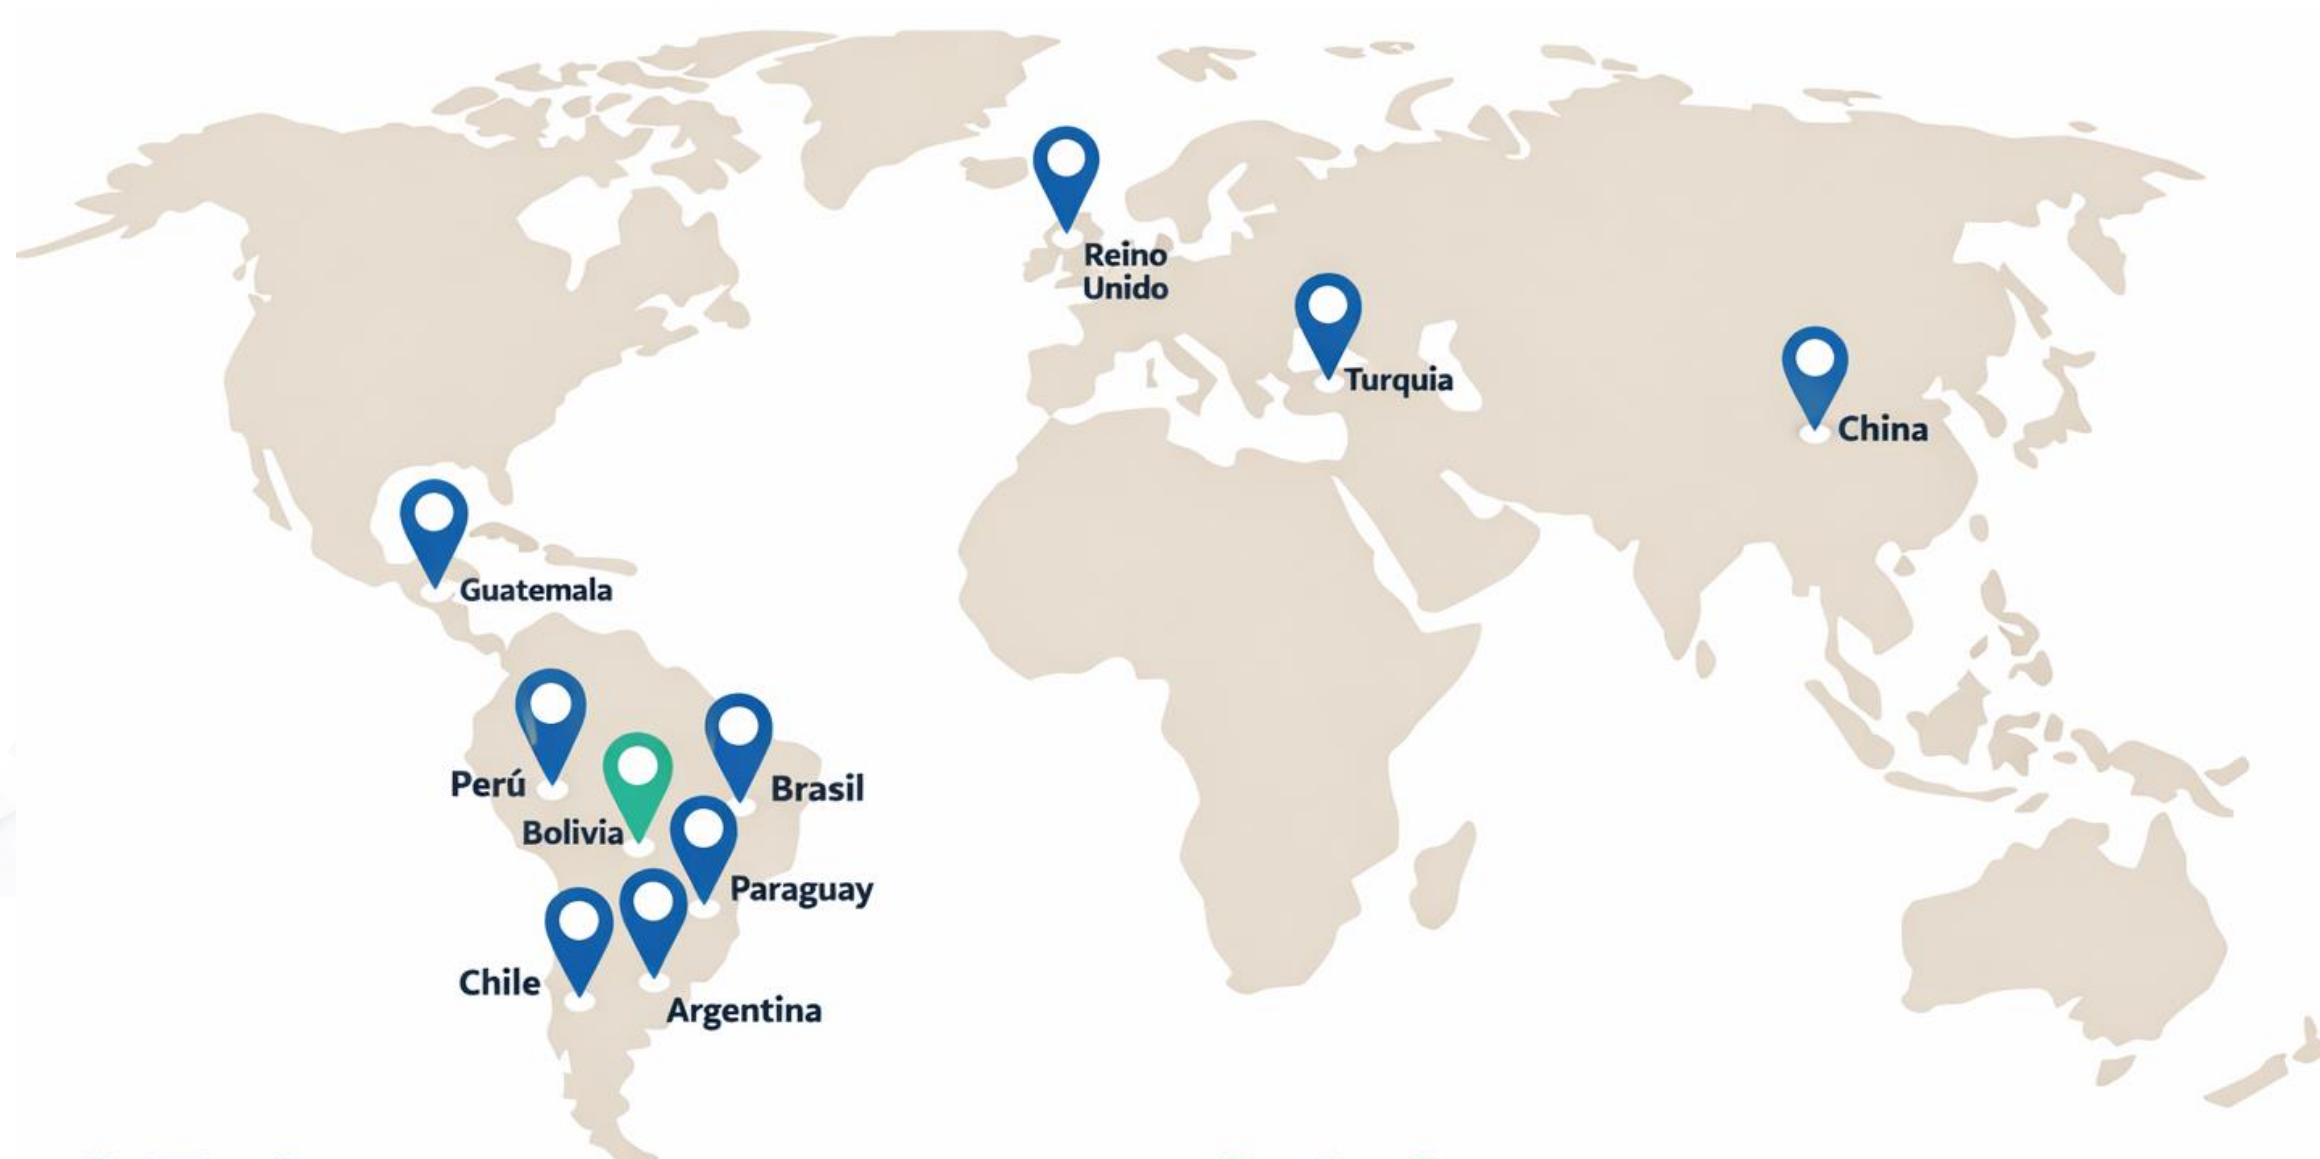 Reino
Unido
Turquia
China
Guatemala
Perú
Brasil
Bolivia
Paraguay
Chile
Argentina